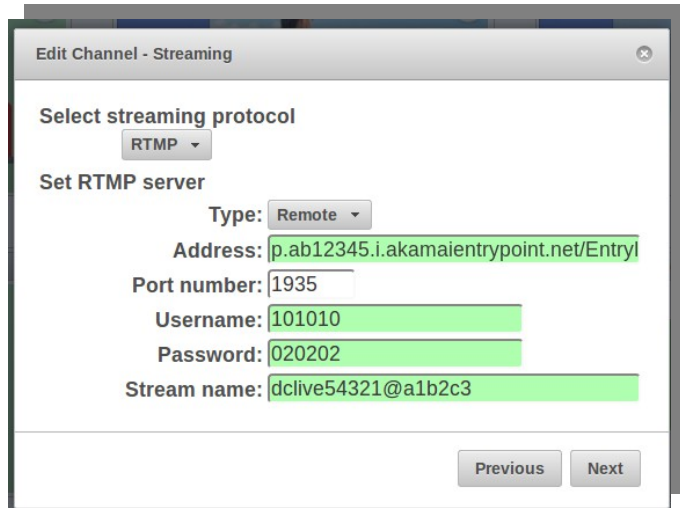 Edit Channel - Streaming
Select streaming protocol
RTMP
Set RTMP server
Type: Remote
Address: p.ab12345.i.akamaientrypoint.net/EntryI
Port number: 1935
Username: 101010
Password: 020202
Stream name: dclive54321@a1b2c3
Previous Next